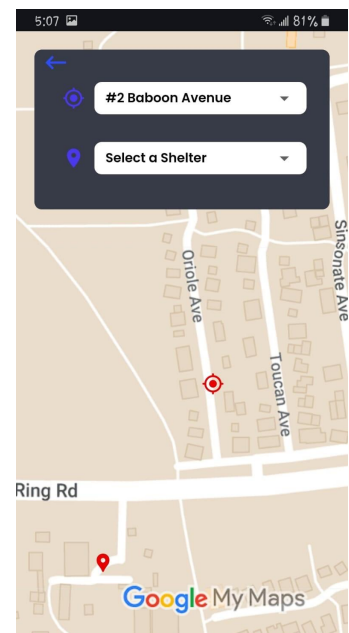 5:07 81%
#2 Baboon Avenue
Select a Shelter
Sinsonate Ave
Oriole Ave
Toucan Ave
Ring Rd
Google My Maps